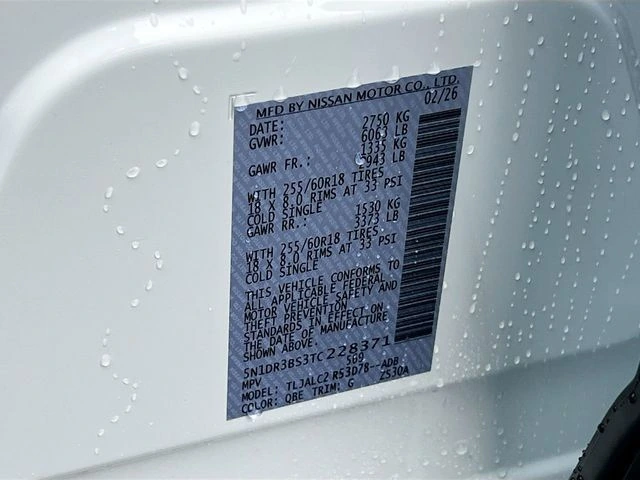 MFD BY NISSAN MOTOR CO., LTD.
DATE: 02/26
GVWR: 2750 KG
6063 LB
GAWR FR.: 1335 KG
2943 LB
WITH 255/60R18 TIRES
18 X 8.0 RIMS AT 33 PSI
COLD SINGLE
GAWR RR.: 1530 KG
3373 LB
WITH 255/60R18 TIRES
18 X 8.0 RIMS AT 33 PSI
COLD SINGLE
THIS VEHICLE CONFORMS TO
ALL APPLICABLE FEDERAL
MOTOR VEHICLE SAFETY AND
THEFT PREVENTION
STANDARDS IN EFFECT ON
THE DATE OF MANUFACTURE
SHOWN ABOVE.
5N1DR3BS3TC228371
MPV 509
MODEL: TLJALC2 R53D78--ADB
COLOR: QBE TRIM: G ZS30A